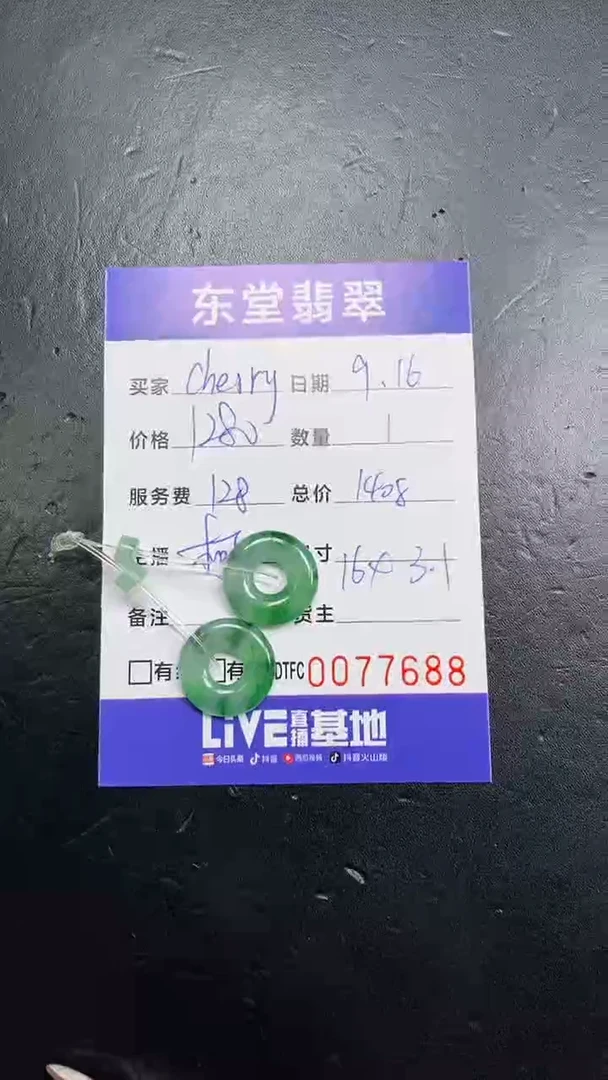 东堂翡翠
买家 cherry 日期 9.16
价格 1280 数量 1
服务费 128 总价 1408
播 寸 16.4 3.1
备注 货主
□有 有 DTFC 0077688
LIVE直播基地
今日头条 抖音 西瓜视频 抖音火山版